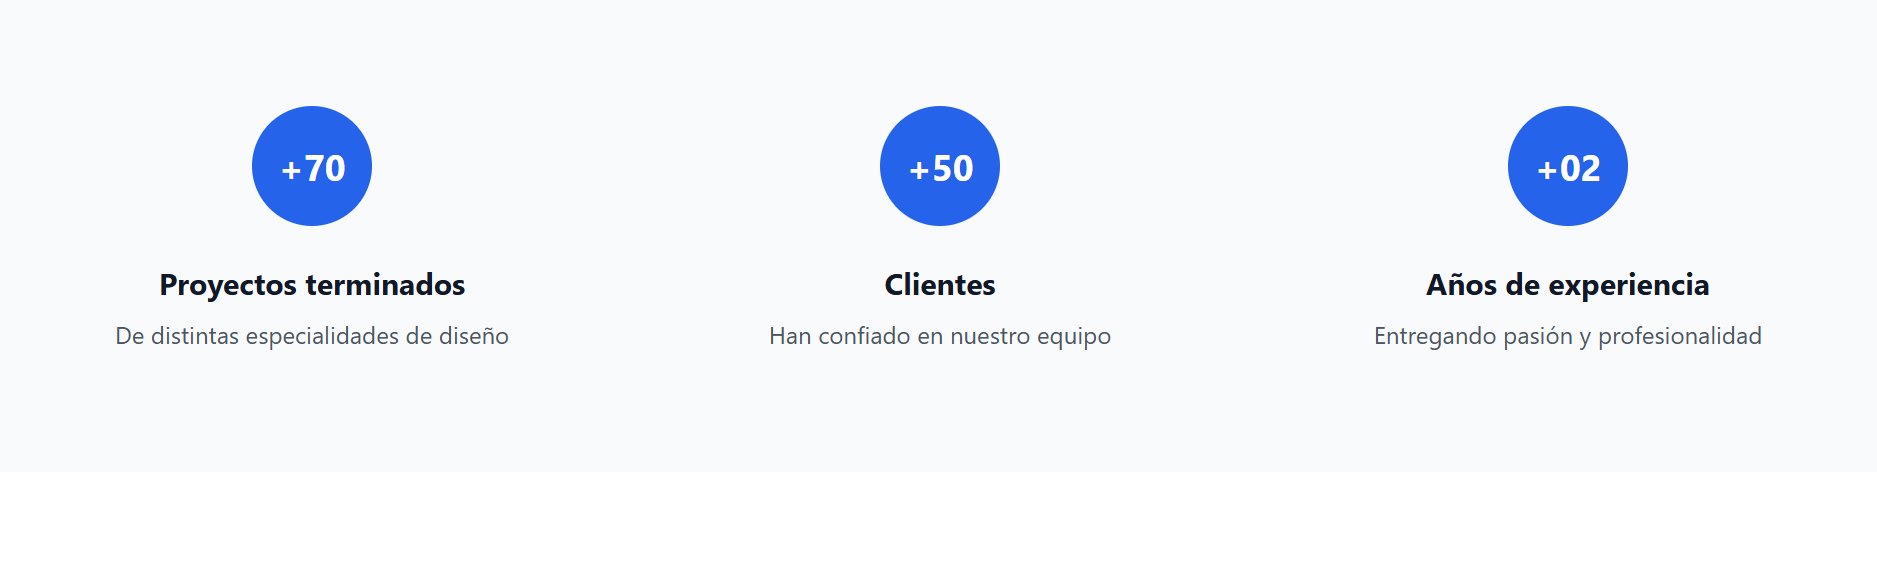 +70
Proyectos terminados
De distintas especialidades de diseño
+50
Clientes
Han confiado en nuestro equipo
+02
Años de experiencia
Entregando pasión y profesionalidad